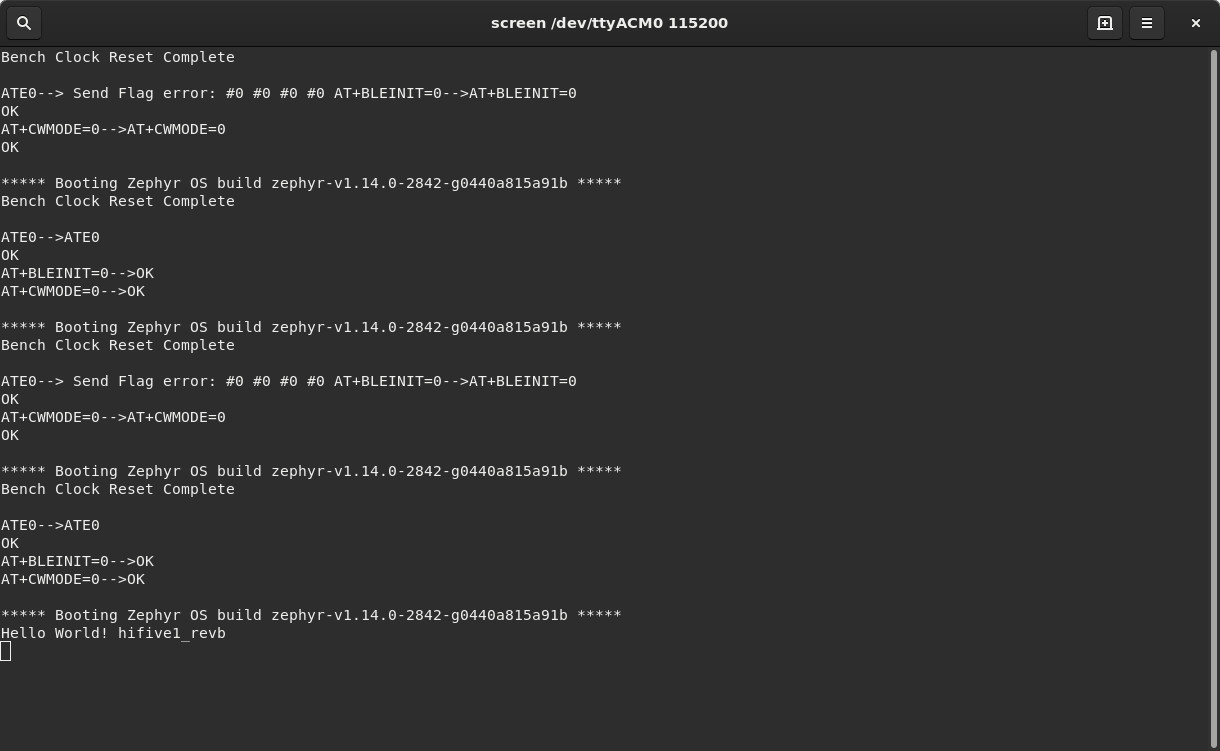 screen /dev/ttyACM0 115200
Bench Clock Reset Complete
ATE0--> Send Flag error: #0 #0 #0 #0 AT+BLEINIT=0-->AT+BLEINIT=0
OK
AT+CWMODE=0-->AT+CWMODE=0
OK
***** Booting Zephyr OS build zephyr-v1.14.0-2842-g0440a815a91b *****
Bench Clock Reset Complete
ATE0-->ATE0
OK
AT+BLEINIT=0-->OK
AT+CWMODE=0-->OK
***** Booting Zephyr OS build zephyr-v1.14.0-2842-g0440a815a91b *****
Bench Clock Reset Complete
ATE0--> Send Flag error: #0 #0 #0 #0 AT+BLEINIT=0-->AT+BLEINIT=0
OK
AT+CWMODE=0-->AT+CWMODE=0
OK
***** Booting Zephyr OS build zephyr-v1.14.0-2842-g0440a815a91b *****
Bench Clock Reset Complete
ATE0-->ATE0
OK
AT+BLEINIT=0-->OK
AT+CWMODE=0-->OK
***** Booting Zephyr OS build zephyr-v1.14.0-2842-g0440a815a91b *****
Hello World! hifive1_revb